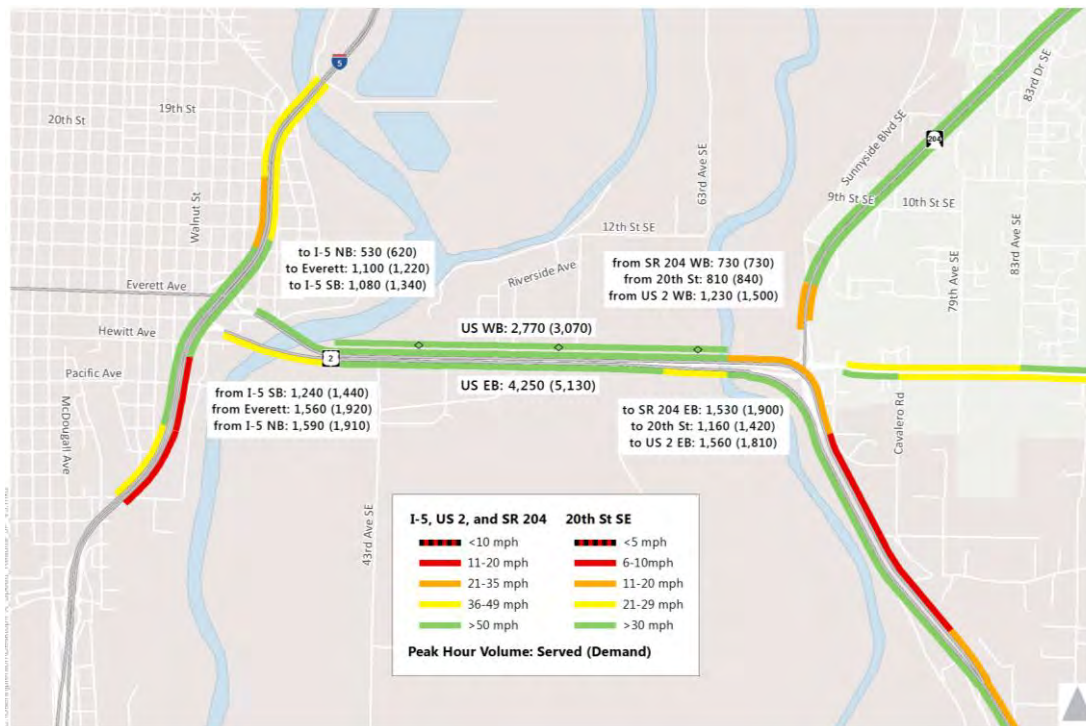 5
19th St
20th St
Walnut St
Sunnyside Blvd SE
83rd Dr SE
204
9th St SE
10th St SE
63rd Ave SE
12th St SE
79th Ave SE
83rd Ave SE
Riverside Ave
to I-5 NB: 530 (620)
to Everett: 1,100 (1,220)
to I-5 SB: 1,080 (1,340)
from SR 204 WB: 730 (730)
from 20th St: 810 (840)
from US 2 WB: 1,230 (1,500)
Everett Ave
Hewitt Ave
US WB: 2,770 (3,070)
2
Pacific Ave
US EB: 4,250 (5,130)
McDougall Ave
from I-5 SB: 1,240 (1,440)
from Everett: 1,560 (1,920)
from I-5 NB: 1,590 (1,910)
to SR 204 EB: 1,530 (1,900)
to 20th St: 1,160 (1,420)
to US 2 EB: 1,560 (1,810)
Cavalero Rd
43rd Ave SE
I-5, US 2, and SR 204 20th St SE
<10 mph <5 mph
11-20 mph 6-10mph
21-35 mph 11-20 mph
36-49 mph 21-29 mph
>50 mph >30 mph
Peak Hour Volume: Served (Demand)